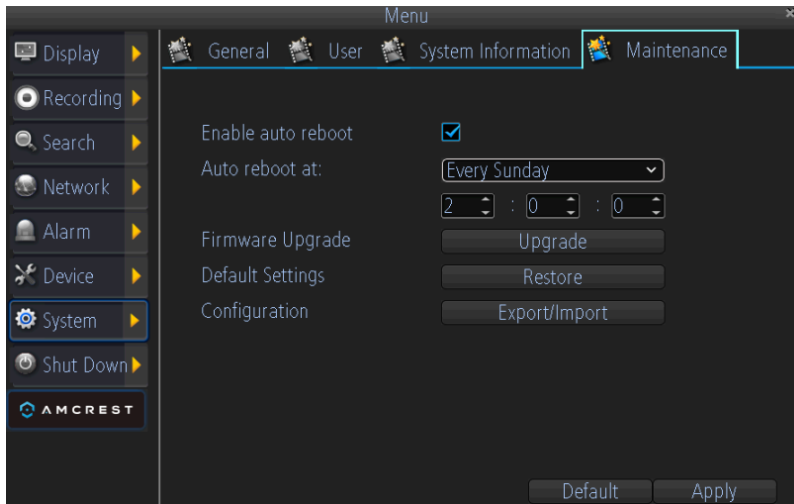 Menu
x
Display
Recording
Search
Network
Alarm
Device
System
Shut Down
AMCREST
General User System Information Maintenance
Enable auto reboot
Auto reboot at: Every Sunday
2 : 0 : 0
Firmware Upgrade Upgrade
Default Settings Restore
Configuration Export/Import
Default Apply